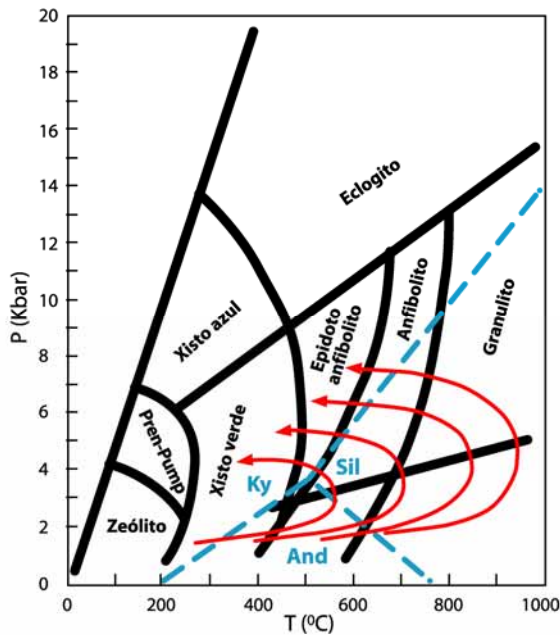 P (Kbar)
20
18
16
14
12
10
8
6
4
2
0
Eclogito
Xisto azul
Epidoto
anfibolito
Anfibolito
Granulito
Pren-Pump
Xisto verde
Zeólito
Ky
Sil
And
0
200
400
600
800
1000
T (⁰C)